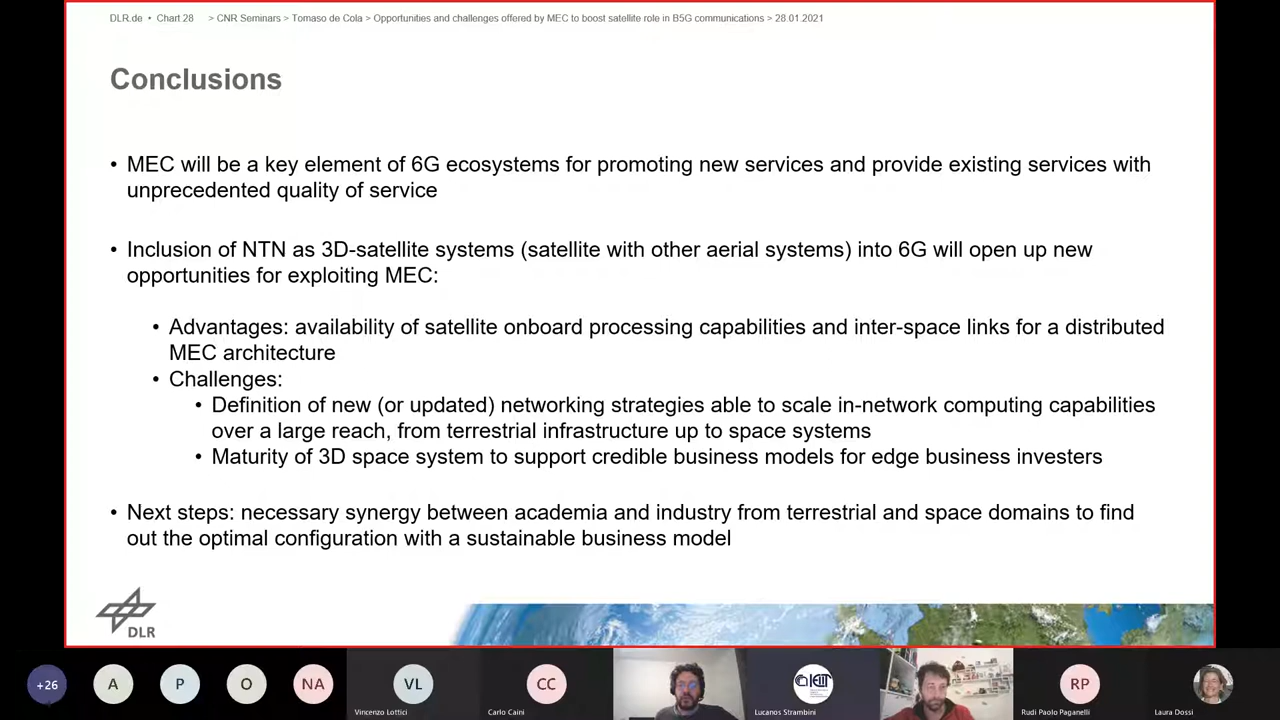 DLR.de • Chart 28 > CNR Seminars > Tomaso de Cola > Opportunities and challenges offered by MEC to boost satellite role in B5G communications > 28.01.2021
Conclusions
• MEC will be a key element of 6G ecosystems for promoting new services and provide existing services with
unprecedented quality of service
• Inclusion of NTN as 3D-satellite systems (satellite with other aerial systems) into 6G will open up new
opportunities for exploiting MEC:
• Advantages: availability of satellite onboard processing capabilities and inter-space links for a distributed
MEC architecture
• Challenges:
• Definition of new (or updated) networking strategies able to scale in-network computing capabilities
over a large reach, from terrestrial infrastructure up to space systems
• Maturity of 3D space system to support credible business models for edge business investers
• Next steps: necessary synergy between academia and industry from terrestrial and space domains to find
out the optimal configuration with a sustainable business model
DLR
+26 A P O NA VL CC IEIIT RP
Vincenzo Lottici Carlo Caini Lucanos Strambini Rudi Paolo Paganelli Laura Dossi